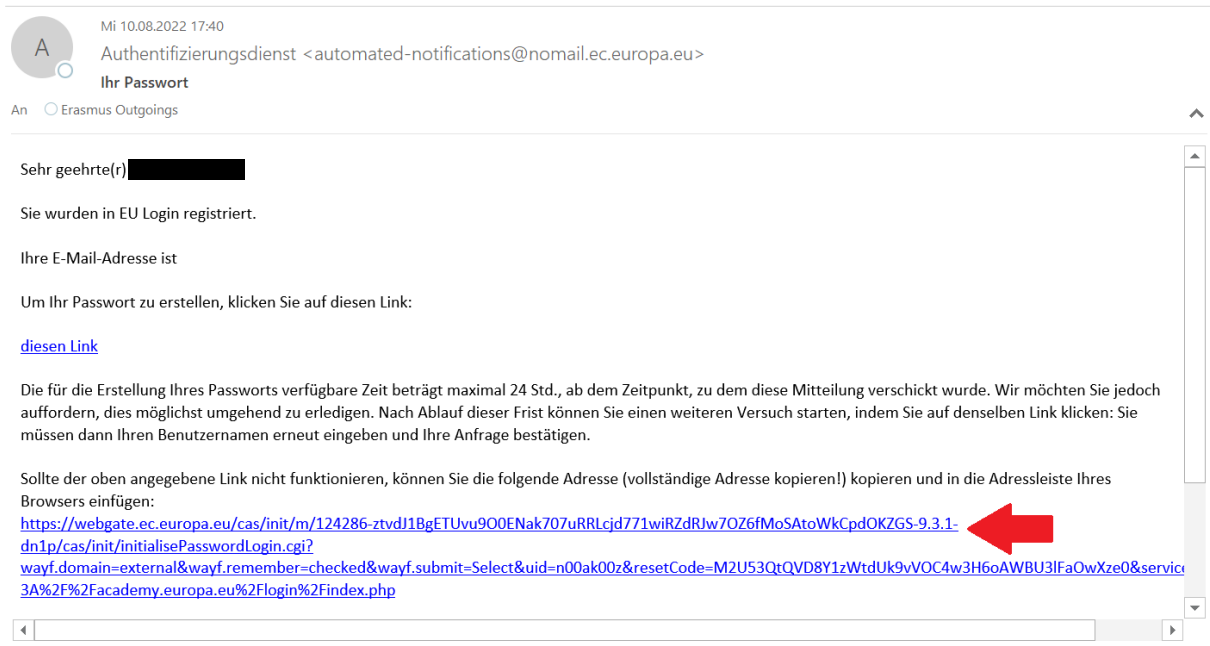 A
Mi 10.08.2022 17:40
Authentifizierungsdienst <automated-notifications@nomail.ec.europa.eu>
Ihr Passwort
An Erasmus Outgoings
Sehr geehrte(r)
Sie wurden in EU Login registriert.
Ihre E-Mail-Adresse ist
Um Ihr Passwort zu erstellen, klicken Sie auf diesen Link:
diesen Link
Die für die Erstellung Ihres Passworts verfügbare Zeit beträgt maximal 24 Std., ab dem Zeitpunkt, zu dem diese Mitteilung verschickt wurde. Wir möchten Sie jedoch
auffordern, dies möglichst umgehend zu erledigen. Nach Ablauf dieser Frist können Sie einen weiteren Versuch starten, indem Sie auf denselben Link klicken: Sie
müssen dann Ihren Benutzernamen erneut eingeben und Ihre Anfrage bestätigen.
Sollte der oben angegebene Link nicht funktionieren, können Sie die folgende Adresse (vollständige Adresse kopieren!) kopieren und in die Adressleiste Ihres
Browsers einfügen:
https://webgate.ec.europa.eu/cas/init/m/124286-ztvdJ1BgETUvu9O0ENak707uRRLcjd771wiRZdRJw7OZ6fMoSAtoWkCpdOKZGS-9.3.1-
dn1p/cas/init/initialisePasswordLogin.cgi?
wayf.domain=external&wayf.remember=checked&wayf.submit=Select&uid=n00ak00z&resetCode=M2U53QtQVD8Y1zWtdUk9vVOC4w3H6oAWBU3lFaOwXze0&service
3A%2F%2Facademy.europa.eu%2Flogin%2Findex.php